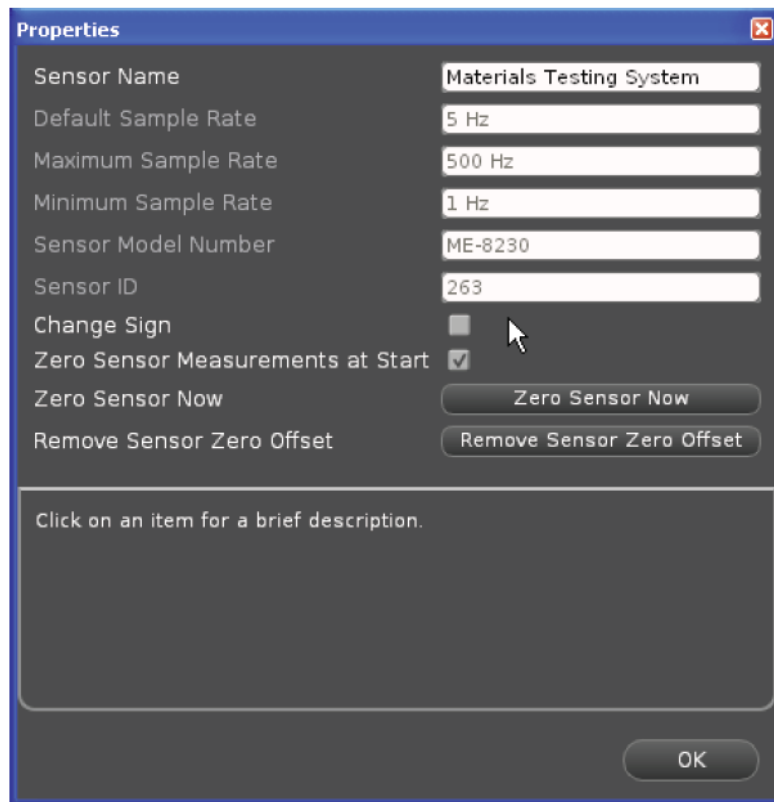 Properties
Sensor Name Materials Testing System
Default Sample Rate 5 Hz
Maximum Sample Rate 500 Hz
Minimum Sample Rate 1 Hz
Sensor Model Number ME-8230
Sensor ID 263
Change Sign
Zero Sensor Measurements at Start
Zero Sensor Now Zero Sensor Now
Remove Sensor Zero Offset Remove Sensor Zero Offset
Click on an item for a brief description.
OK